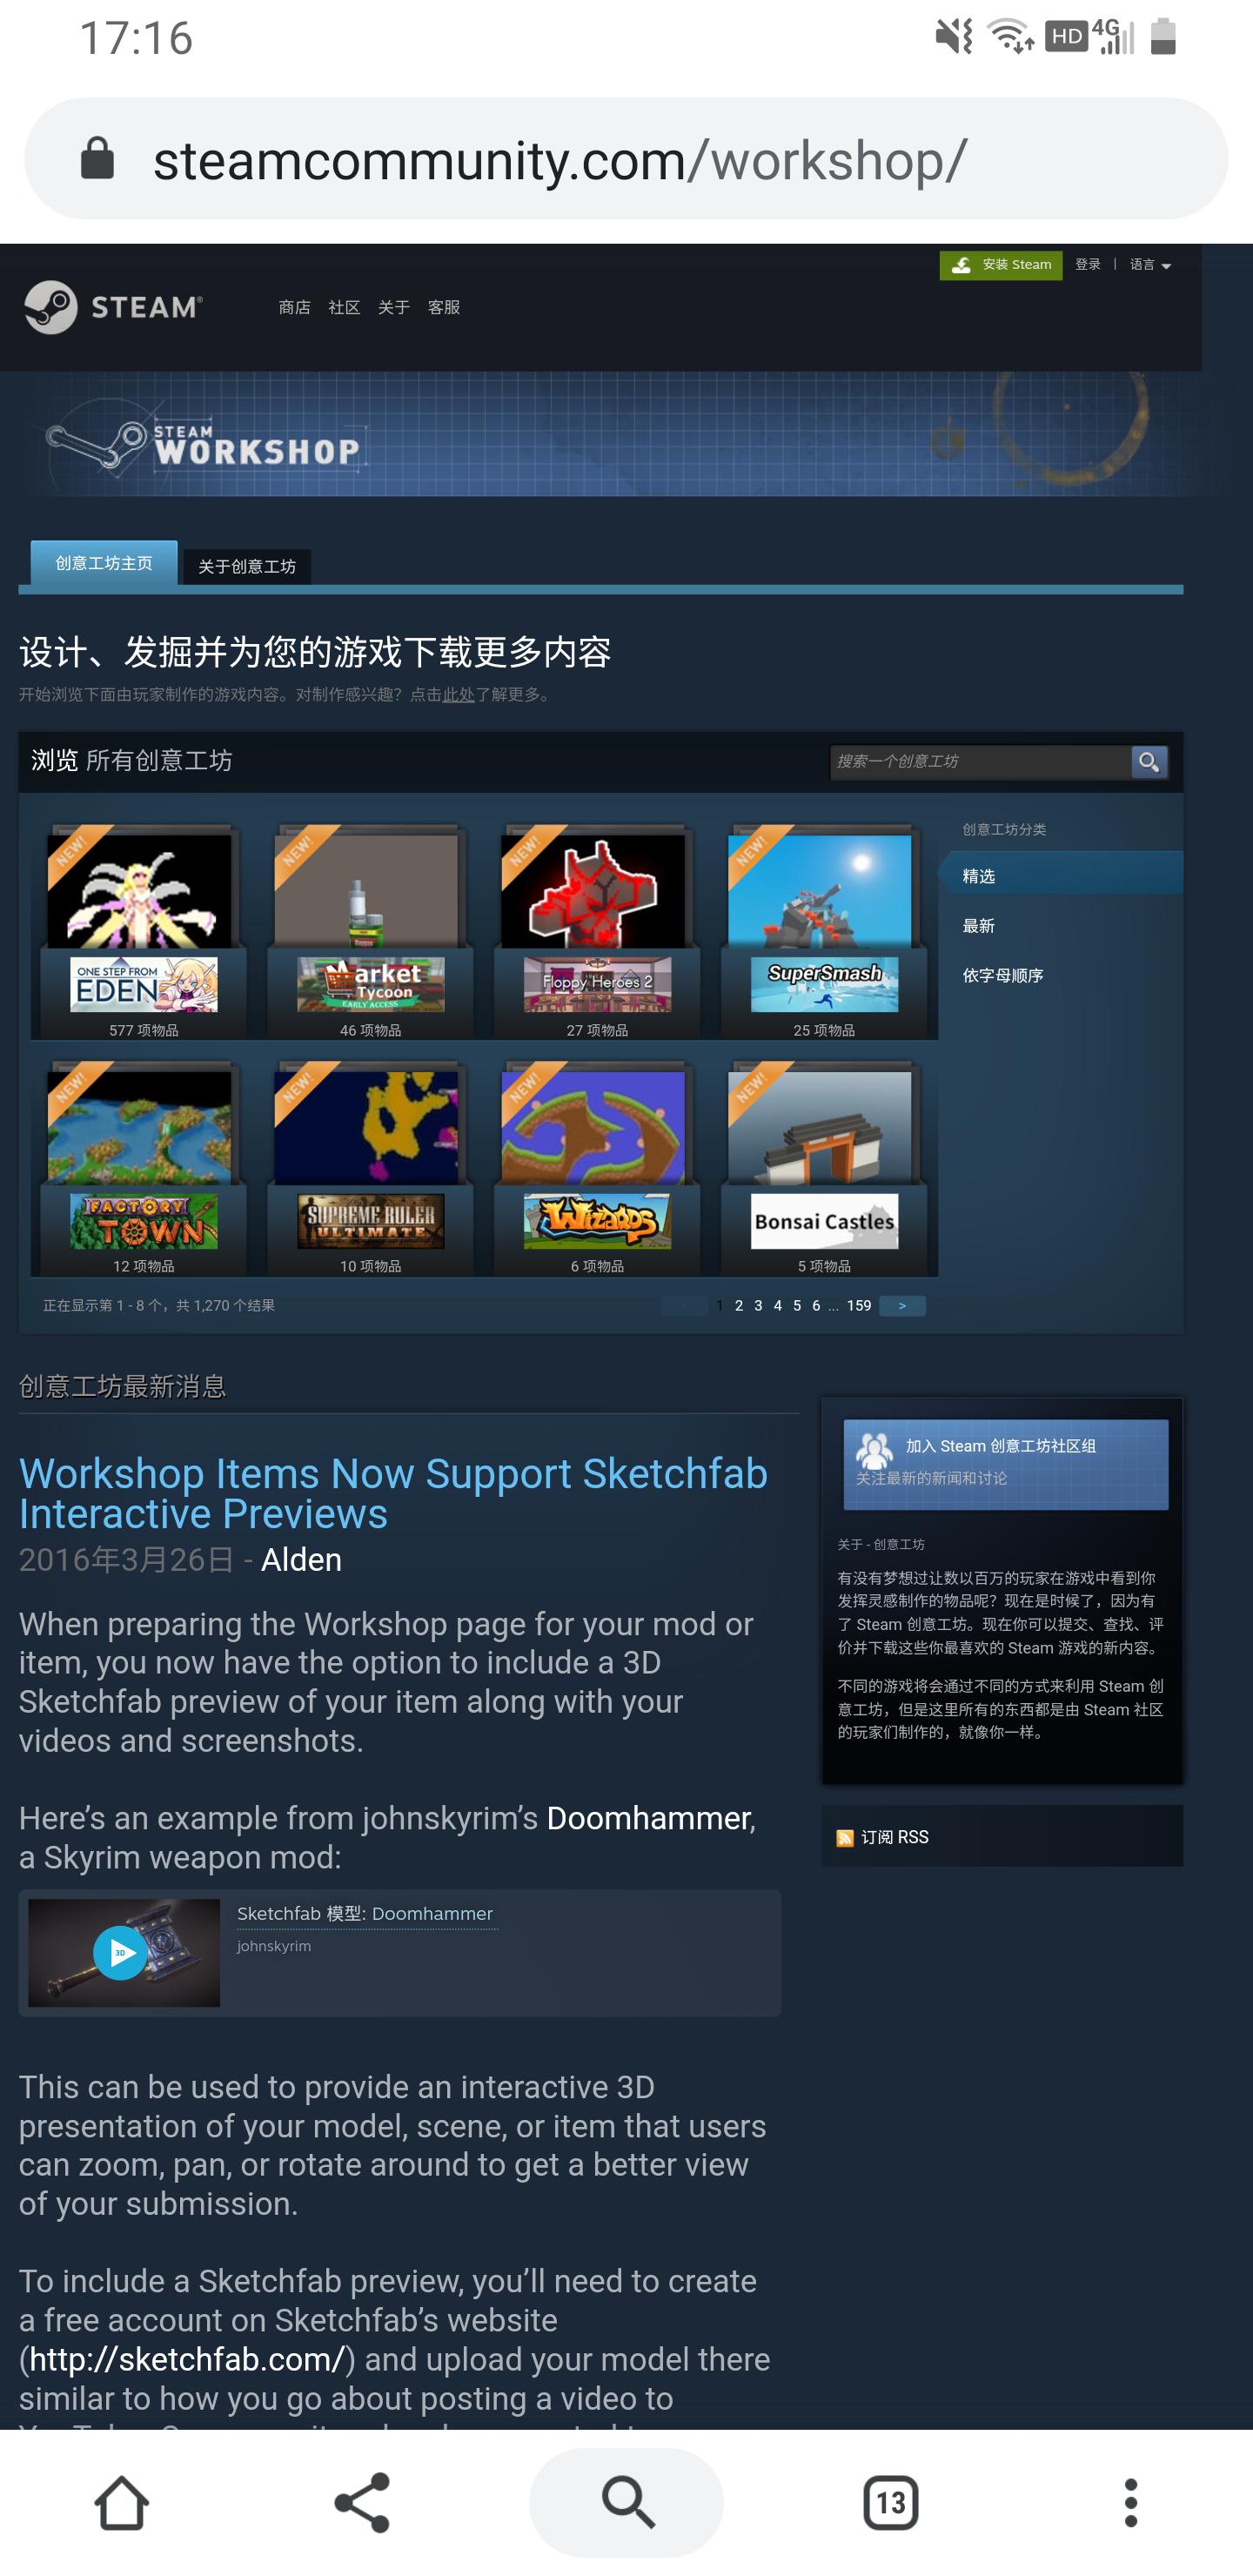 17:16
HD 4G
steamcommunity.com/workshop/
安装 Steam 登录 | 语言
STEAM®
商店 社区 关于 客服
STEAM
WORKSHOP
创意工坊主页 关于创意工坊
设计、发掘并为您的游戏下载更多内容
开始浏览下面由玩家制作的游戏内容。对制作感兴趣？点击此处了解更多。
浏览 所有创意工坊
搜索一个创意工坊
创意工坊分类
精选
最新
依字母顺序
NEW! NEW! NEW! NEW!
ONE STEP FROM
EDEN
arket
Tycoon
EARLY ACCESS
Floppy Heroes 2
SuperSmash
577 项物品 46 项物品 27 项物品 25 项物品
NEW! NEW! NEW! NEW!
FACTORY
TOWN
SUPREME RULER
ULTIMATE
Wizards
Bonsai Castles
12 项物品 10 项物品 6 项物品 5 项物品
正在显示第 1 - 8 个，共 1,270 个结果
< 1 2 3 4 5 6 ... 159 >
创意工坊最新消息
Workshop Items Now Support Sketchfab
Interactive Previews
2016年3月26日 - Alden
When preparing the Workshop page for your mod or
item, you now have the option to include a 3D
Sketchfab preview of your item along with your
videos and screenshots.
Here’s an example from johnskyrim’s Doomhammer,
a Skyrim weapon mod:
3D
Sketchfab 模型: Doomhammer
johnskyrim
This can be used to provide an interactive 3D
presentation of your model, scene, or item that users
can zoom, pan, or rotate around to get a better view
of your submission.
To include a Sketchfab preview, you’ll need to create
a free account on Sketchfab’s website
(http://sketchfab.com/) and upload your model there
similar to how you go about posting a video to
加入 Steam 创意工坊社区组
关注最新的新闻和讨论
关于 - 创意工坊
有没有梦想过让数以百万的玩家在游戏中看到你
发挥灵感制作的物品呢？现在是时候了，因为有
了 Steam 创意工坊。现在你可以提交、查找、评
价并下载这些你最喜欢的 Steam 游戏的新内容。
不同的游戏将会通过不同的方式来利用 Steam 创
意工坊，但是这里所有的东西都是由 Steam 社区
的玩家们制作的，就像你一样。
订阅 RSS
13